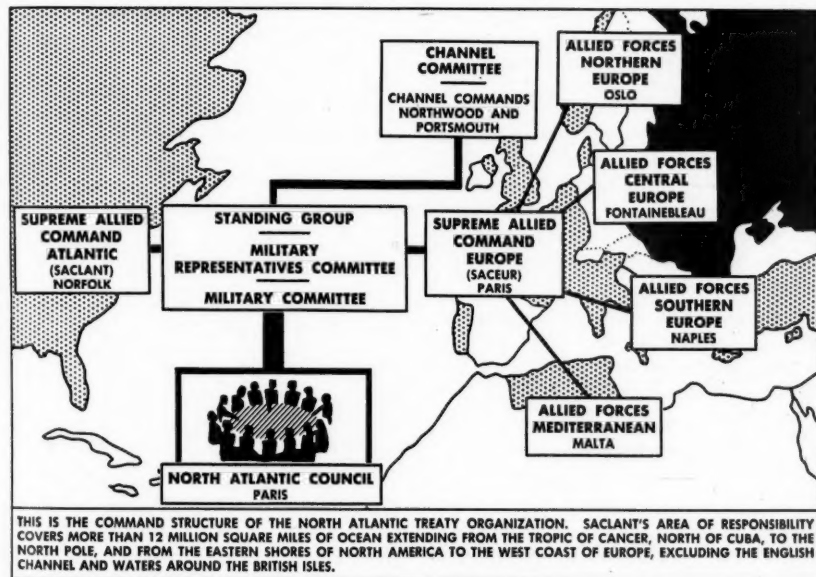 CHANNEL
COMMITTEE
CHANNEL COMMANDS
NORTHWOOD AND
PORTSMOUTH
ALLIED FORCES
NORTHERN
EUROPE
OSLO
ALLIED FORCES
CENTRAL
EUROPE
FONTAINEBLEAU
SUPREME ALLIED
COMMAND
ATLANTIC
(SACLANT)
NORFOLK
STANDING GROUP
MILITARY
REPRESENTATIVES COMMITTEE
MILITARY COMMITTEE
SUPREME ALLIED
COMMAND
EUROPE
(SACEUR)
PARIS
ALLIED FORCES
SOUTHERN
EUROPE
NAPLES
ALLIED FORCES
MEDITERRANEAN
MALTA
NORTH ATLANTIC COUNCIL
PARIS
THIS IS THE COMMAND STRUCTURE OF THE NORTH ATLANTIC TREATY ORGANIZATION. SACLANT'S AREA OF RESPONSIBILITY
COVERS MORE THAN 12 MILLION SQUARE MILES OF OCEAN EXTENDING FROM THE TROPIC OF CANCER, NORTH OF CUBA, TO THE
NORTH POLE, AND FROM THE EASTERN SHORES OF NORTH AMERICA TO THE WEST COAST OF EUROPE, EXCLUDING THE ENGLISH
CHANNEL AND WATERS AROUND THE BRITISH ISLES.